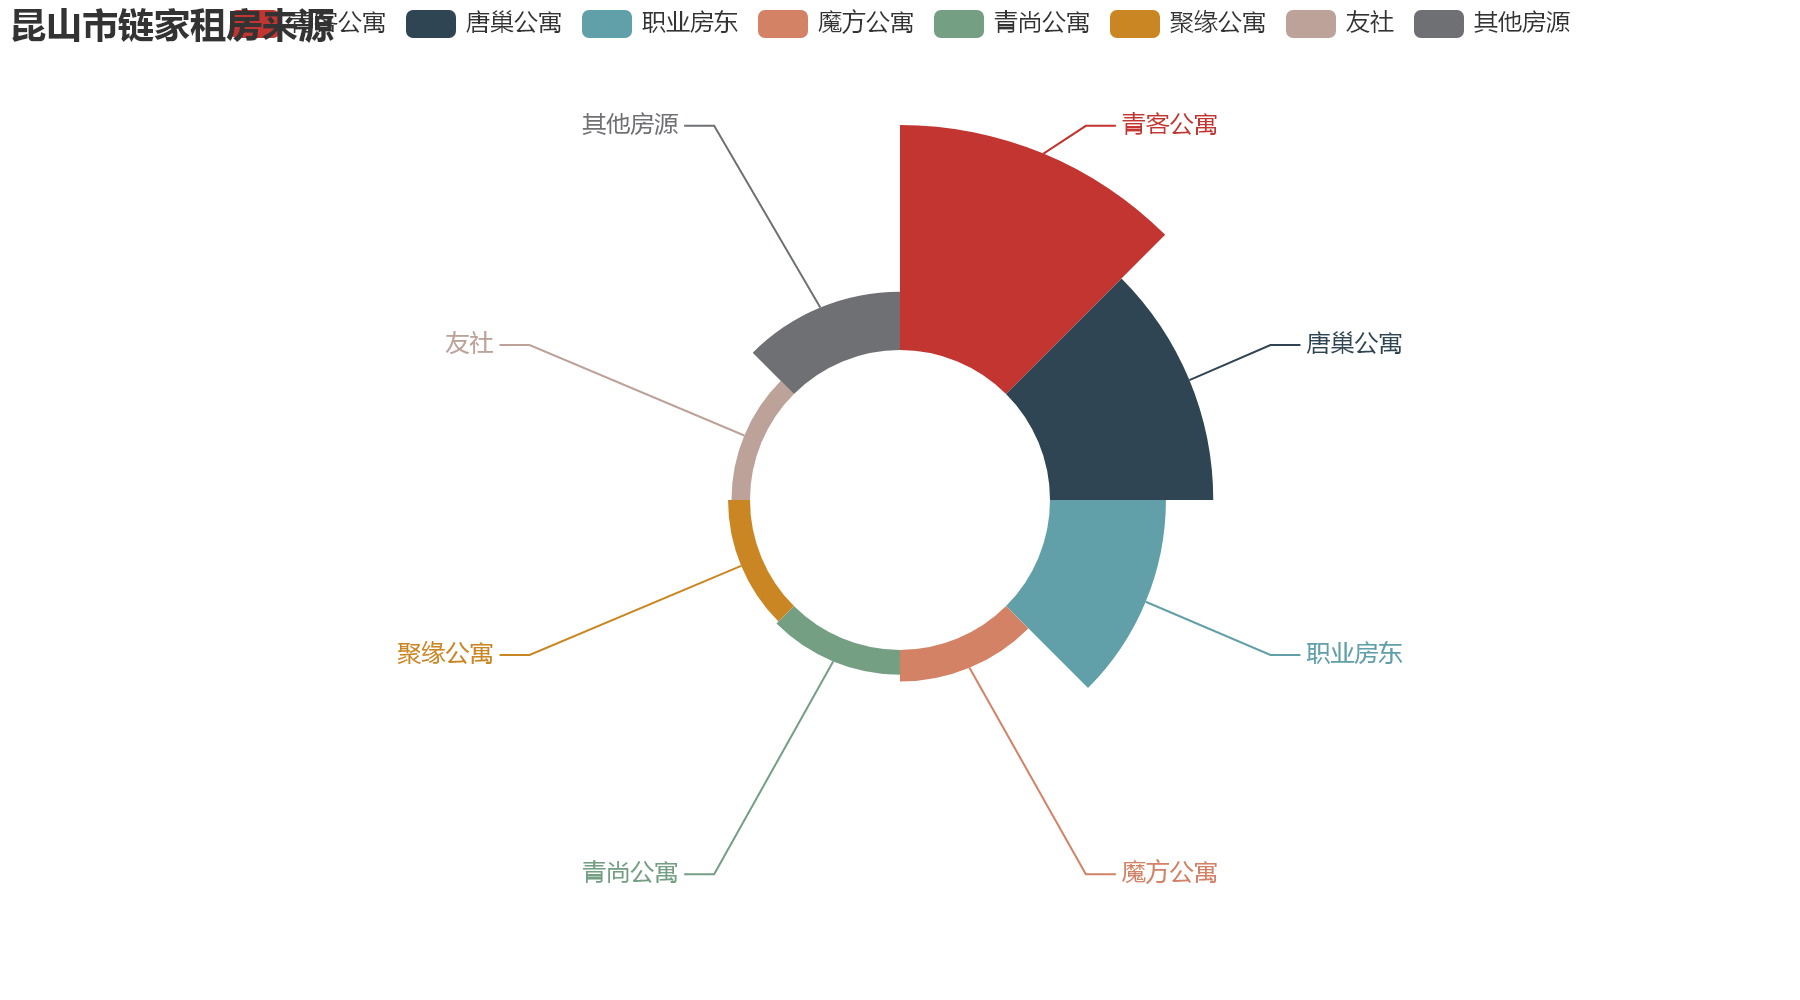 昆山市链家租房来源
青客公寓 唐巢公寓 职业房东 魔方公寓 青尚公寓 聚缘公寓 友社 其他房源
其他房源 青客公寓
友社 唐巢公寓
聚缘公寓 职业房东
青尚公寓 魔方公寓